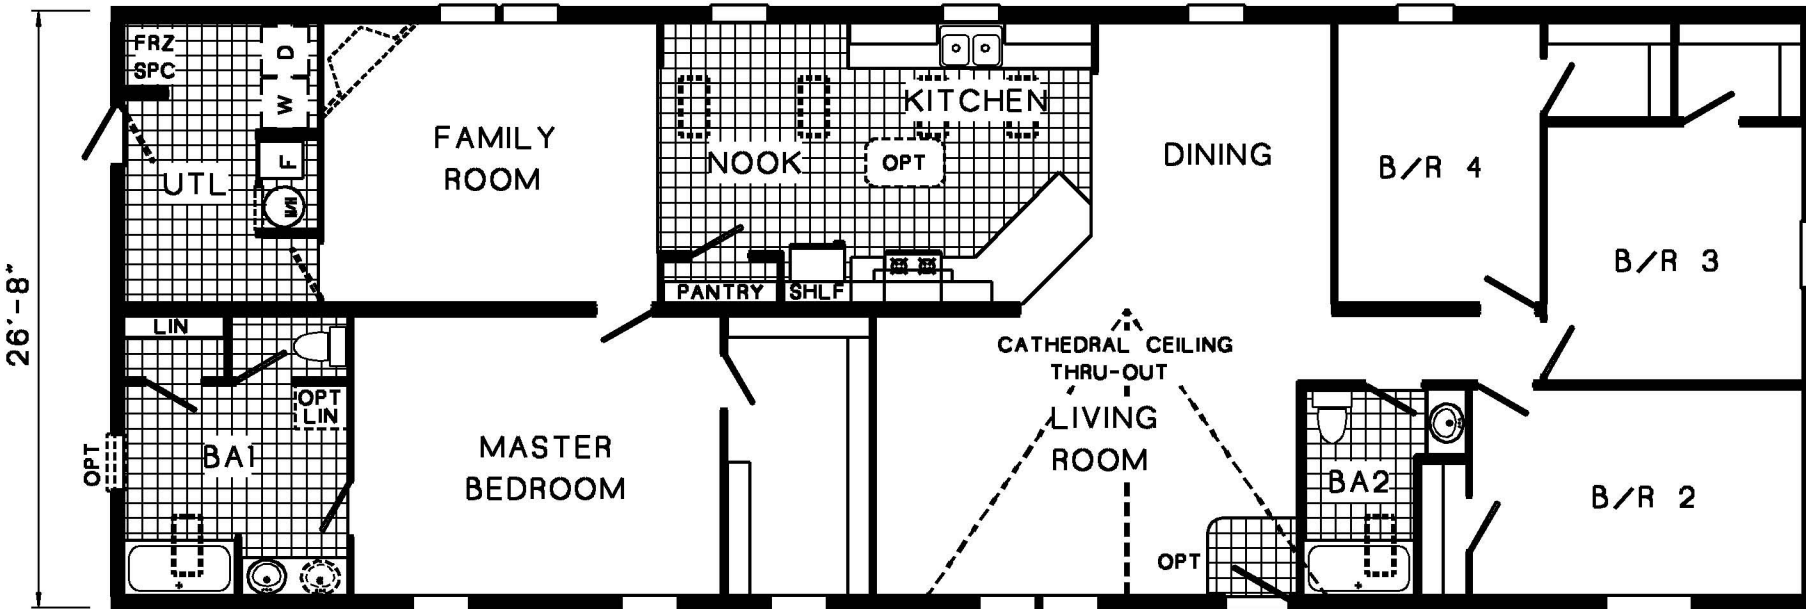 FRZ
SPC
D
W
F
W/H
UTL
FAMILY
ROOM
NOOK
KITCHEN
OPT
PANTRY
SHLF
DINING
B/R 4
B/R 3
26'-8"
LIN
OPT
LIN
BA1
OPT
MASTER
BEDROOM
CATHEDRAL CEILING
THRU-OUT
LIVING
ROOM
OPT
BA2
B/R 2